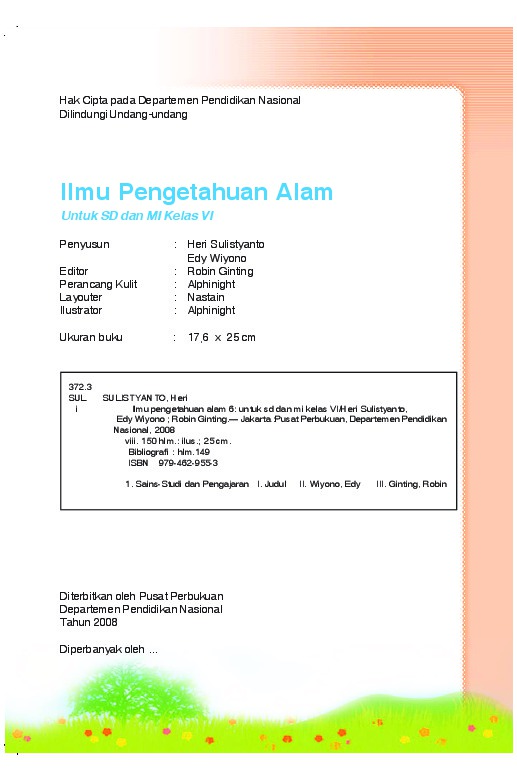 Hak Cipta pada Departemen Pendidikan Nasional
Dilindungi Undang-undang
Ilmu Pengetahuan Alam
Untuk SD dan MI Kelas VI
Penyusun : Heri Sulistyanto
Edy Wiyono
Editor : Robin Ginting
Perancang Kulit : Alphinight
Layouter : Nastain
Ilustrator : Alphinight
Ukuran buku : 17,6 x 25 cm
372.3
SUL SULISTYANTO, Heri
i Ilmu pengetahuan alam 6: untuk sd dan mi kelas VI/Heri Sulistyanto,
Edy Wiyono ; Robin Ginting.— Jakarta :Pusat Perbukuan, Departemen Pendidikan
Nasional, 2008
viii. 150 hlm.: ilus.; 25 cm.
Bibliografi : hlm.149
ISBN 979-462-955-3
1. Sains-Studi dan Pengajaran I. Judul II. Wiyono, Edy III. Ginting, Robin
Diterbitkan oleh Pusat Perbukuan
Departemen Pendidikan Nasional
Tahun 2008
Diperbanyak oleh ...